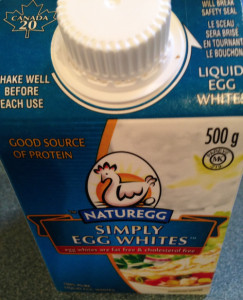 CANADA
20
WILL BREAK
SAFETY SEAL
LE SCEAU
SERA BRISÉ
EN TOURNANT
LE BOUCHON
SHAKE WELL
BEFORE
EACH USE
LIQUID
EGG
WHITES
GOOD SOURCE
OF PROTEIN
500 g
MK
NATUREGG
SIMPLY
EGG WHITES
egg whites are fat free & cholesterol free